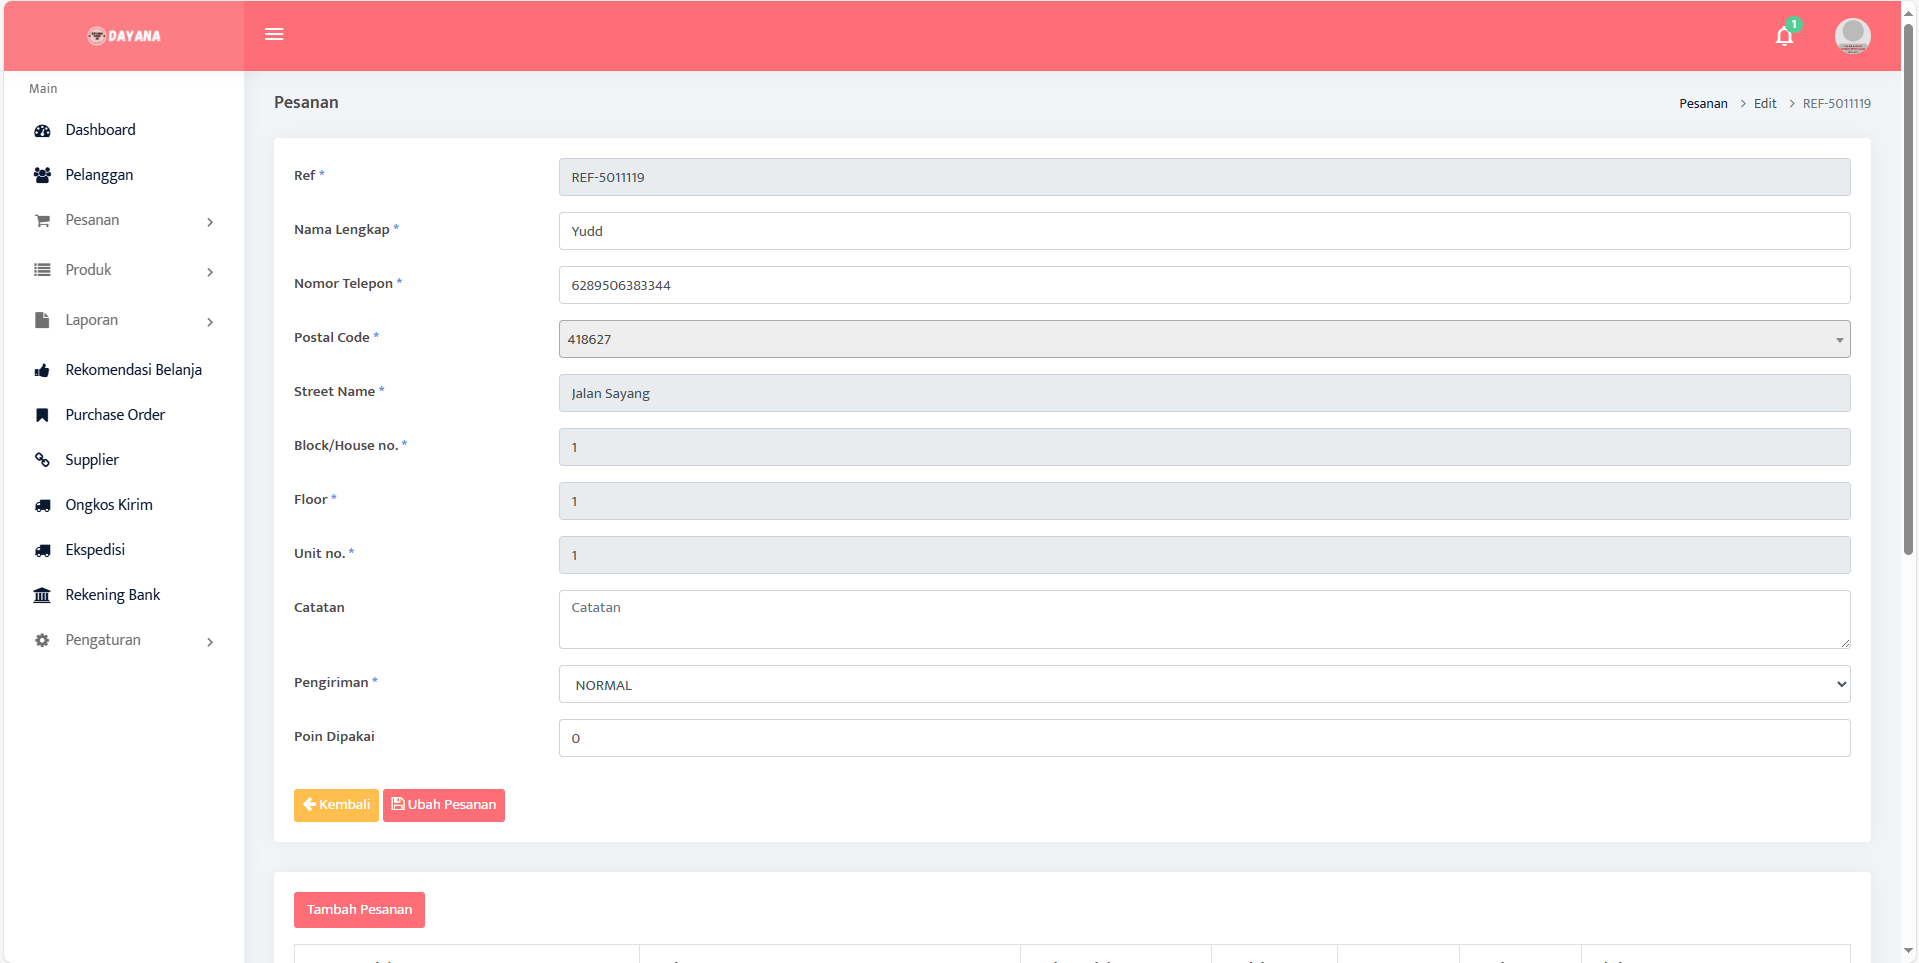 DAYANA
1
Main
Dashboard
Pelanggan
Pesanan
Produk
Laporan
Rekomendasi Belanja
Purchase Order
Supplier
Ongkos Kirim
Ekspedisi
Rekening Bank
Pengaturan
Pesanan
Pesanan > Edit > REF-5011119
Ref * REF-5011119
Nama Lengkap * Yudd
Nomor Telepon * 6289506383344
Postal Code * 418627
Street Name * Jalan Sayang
Block/House no. * 1
Floor * 1
Unit no. * 1
Catatan Catatan
Pengiriman * NORMAL
Poin Dipakai 0
Kembali Ubah Pesanan
Tambah Pesanan